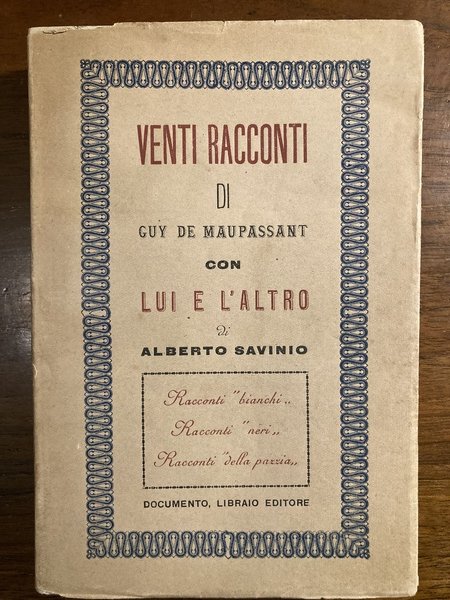 VENTI RACCONTI
DI
GUY DE MAUPASSANT
CON
LUI E L'ALTRO
di
ALBERTO SAVINIO
Racconti "bianchi„
Racconti "neri„
Racconti "della pazzia„
DOCUMENTO, LIBRAIO EDITORE